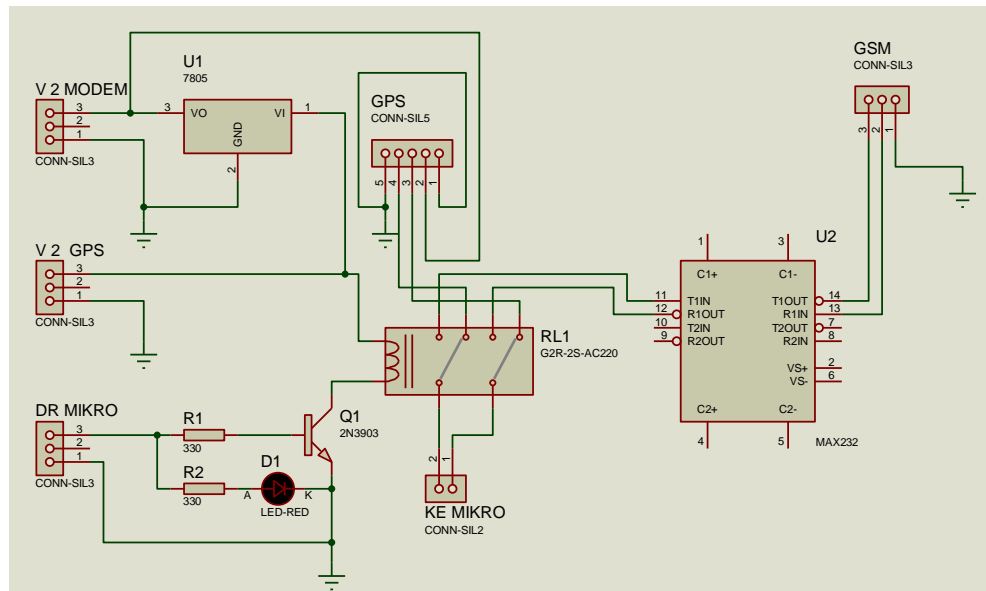 V 2 MODEM
3
2
1
CONN-SIL3
U1
7805
3
VO
VI
1
GND
2
GPS
CONN-SIL5
5
4
3
2
1
GSM
CONN-SIL3
3
2
1
V 2 GPS
3
2
1
CONN-SIL3
U2
1
3
C1+
C1-
11
T1IN
T1OUT
14
12
R1OUT
R1IN
13
10
T2IN
T2OUT
7
9
R2OUT
R2IN
8
VS+
2
VS-
6
C2+
C2-
4
5
MAX232
RL1
G2R-2S-AC220
DR MIKRO
3
2
1
CONN-SIL3
R1
330
R2
330
D1
A
K
LED-RED
Q1
2N3903
2
1
KE MIKRO
CONN-SIL2